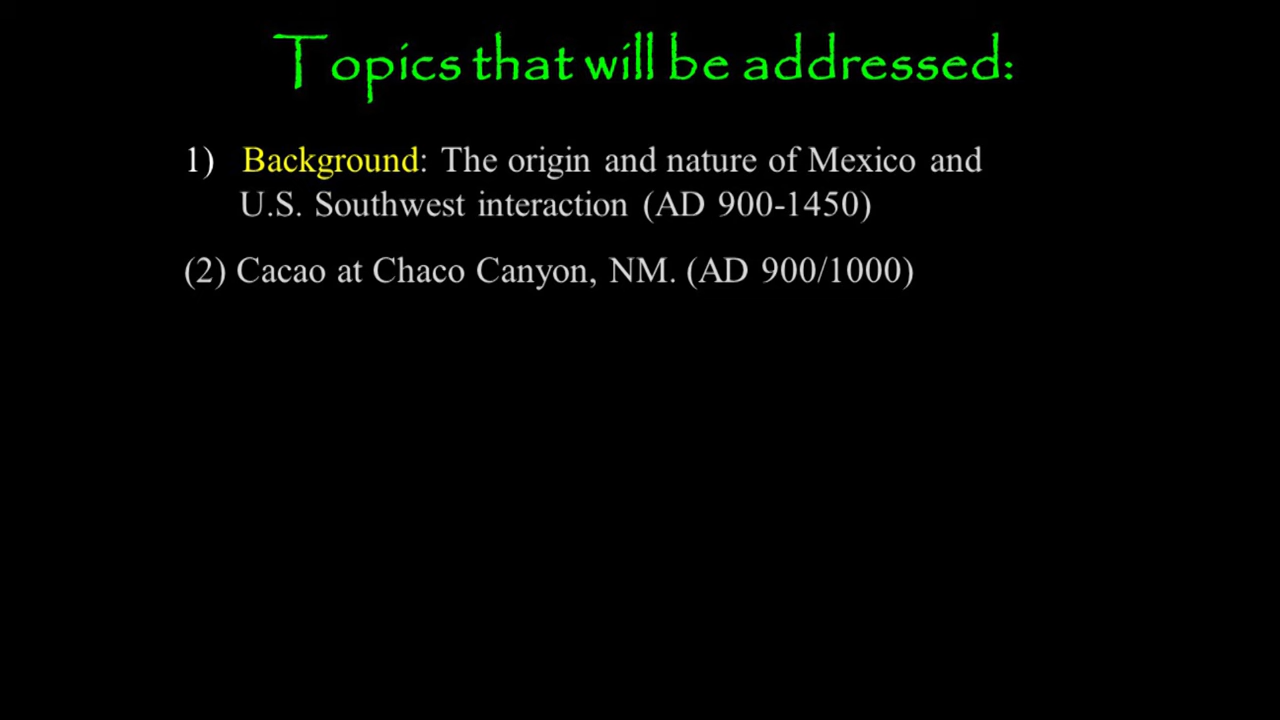 Topics that will be addressed:
1) Background: The origin and nature of Mexico and
U.S. Southwest interaction (AD 900-1450)
(2) Cacao at Chaco Canyon, NM. (AD 900/1000)